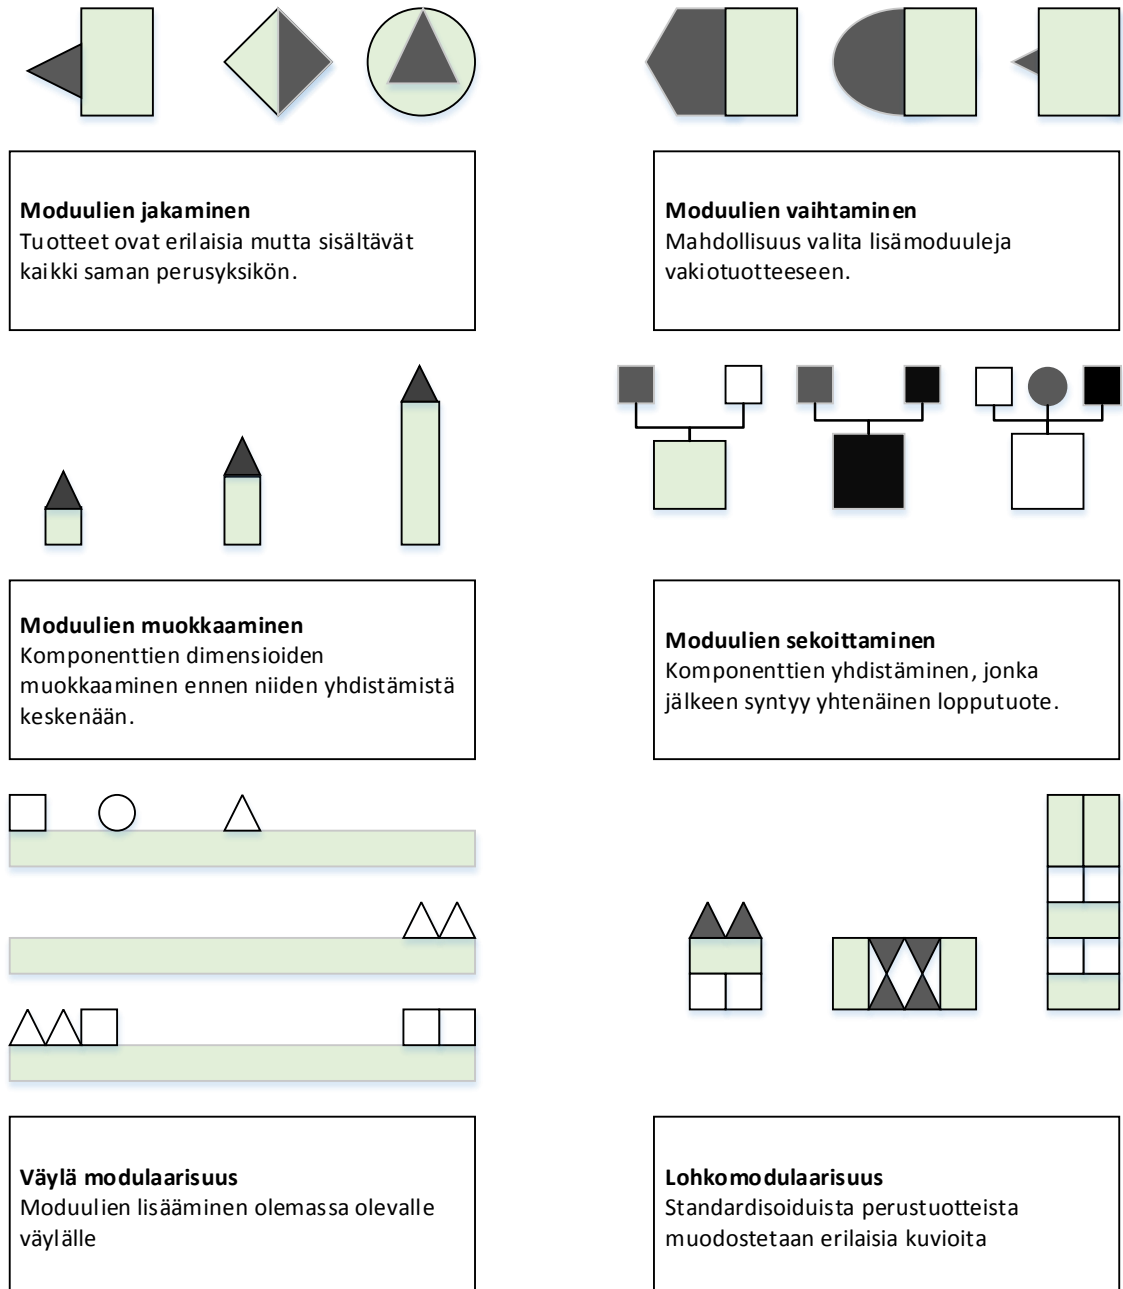 Moduulien jakaminen
Tuotteet ovat erilaisia mutta sisältävät
kaikki saman perusyksikön.
Moduulien vaihtaminen
Mahdollisuus valita lisämoduuleja
vakiotuotteeseen.
Moduulien muokkaaminen
Komponenttien dimensioiden
muokkaaminen ennen niiden yhdistämistä
keskenään.
Moduulien sekoittaminen
Komponenttien yhdistäminen, jonka
jälkeen syntyy yhtenäinen lopputuote.
Väylä modulaarisuus
Moduulien lisääminen olemassa olevalle
väylälle
Lohkomodulaarisuus
Standardisoiduista perustuotteista
muodostetaan erilaisia kuvioita